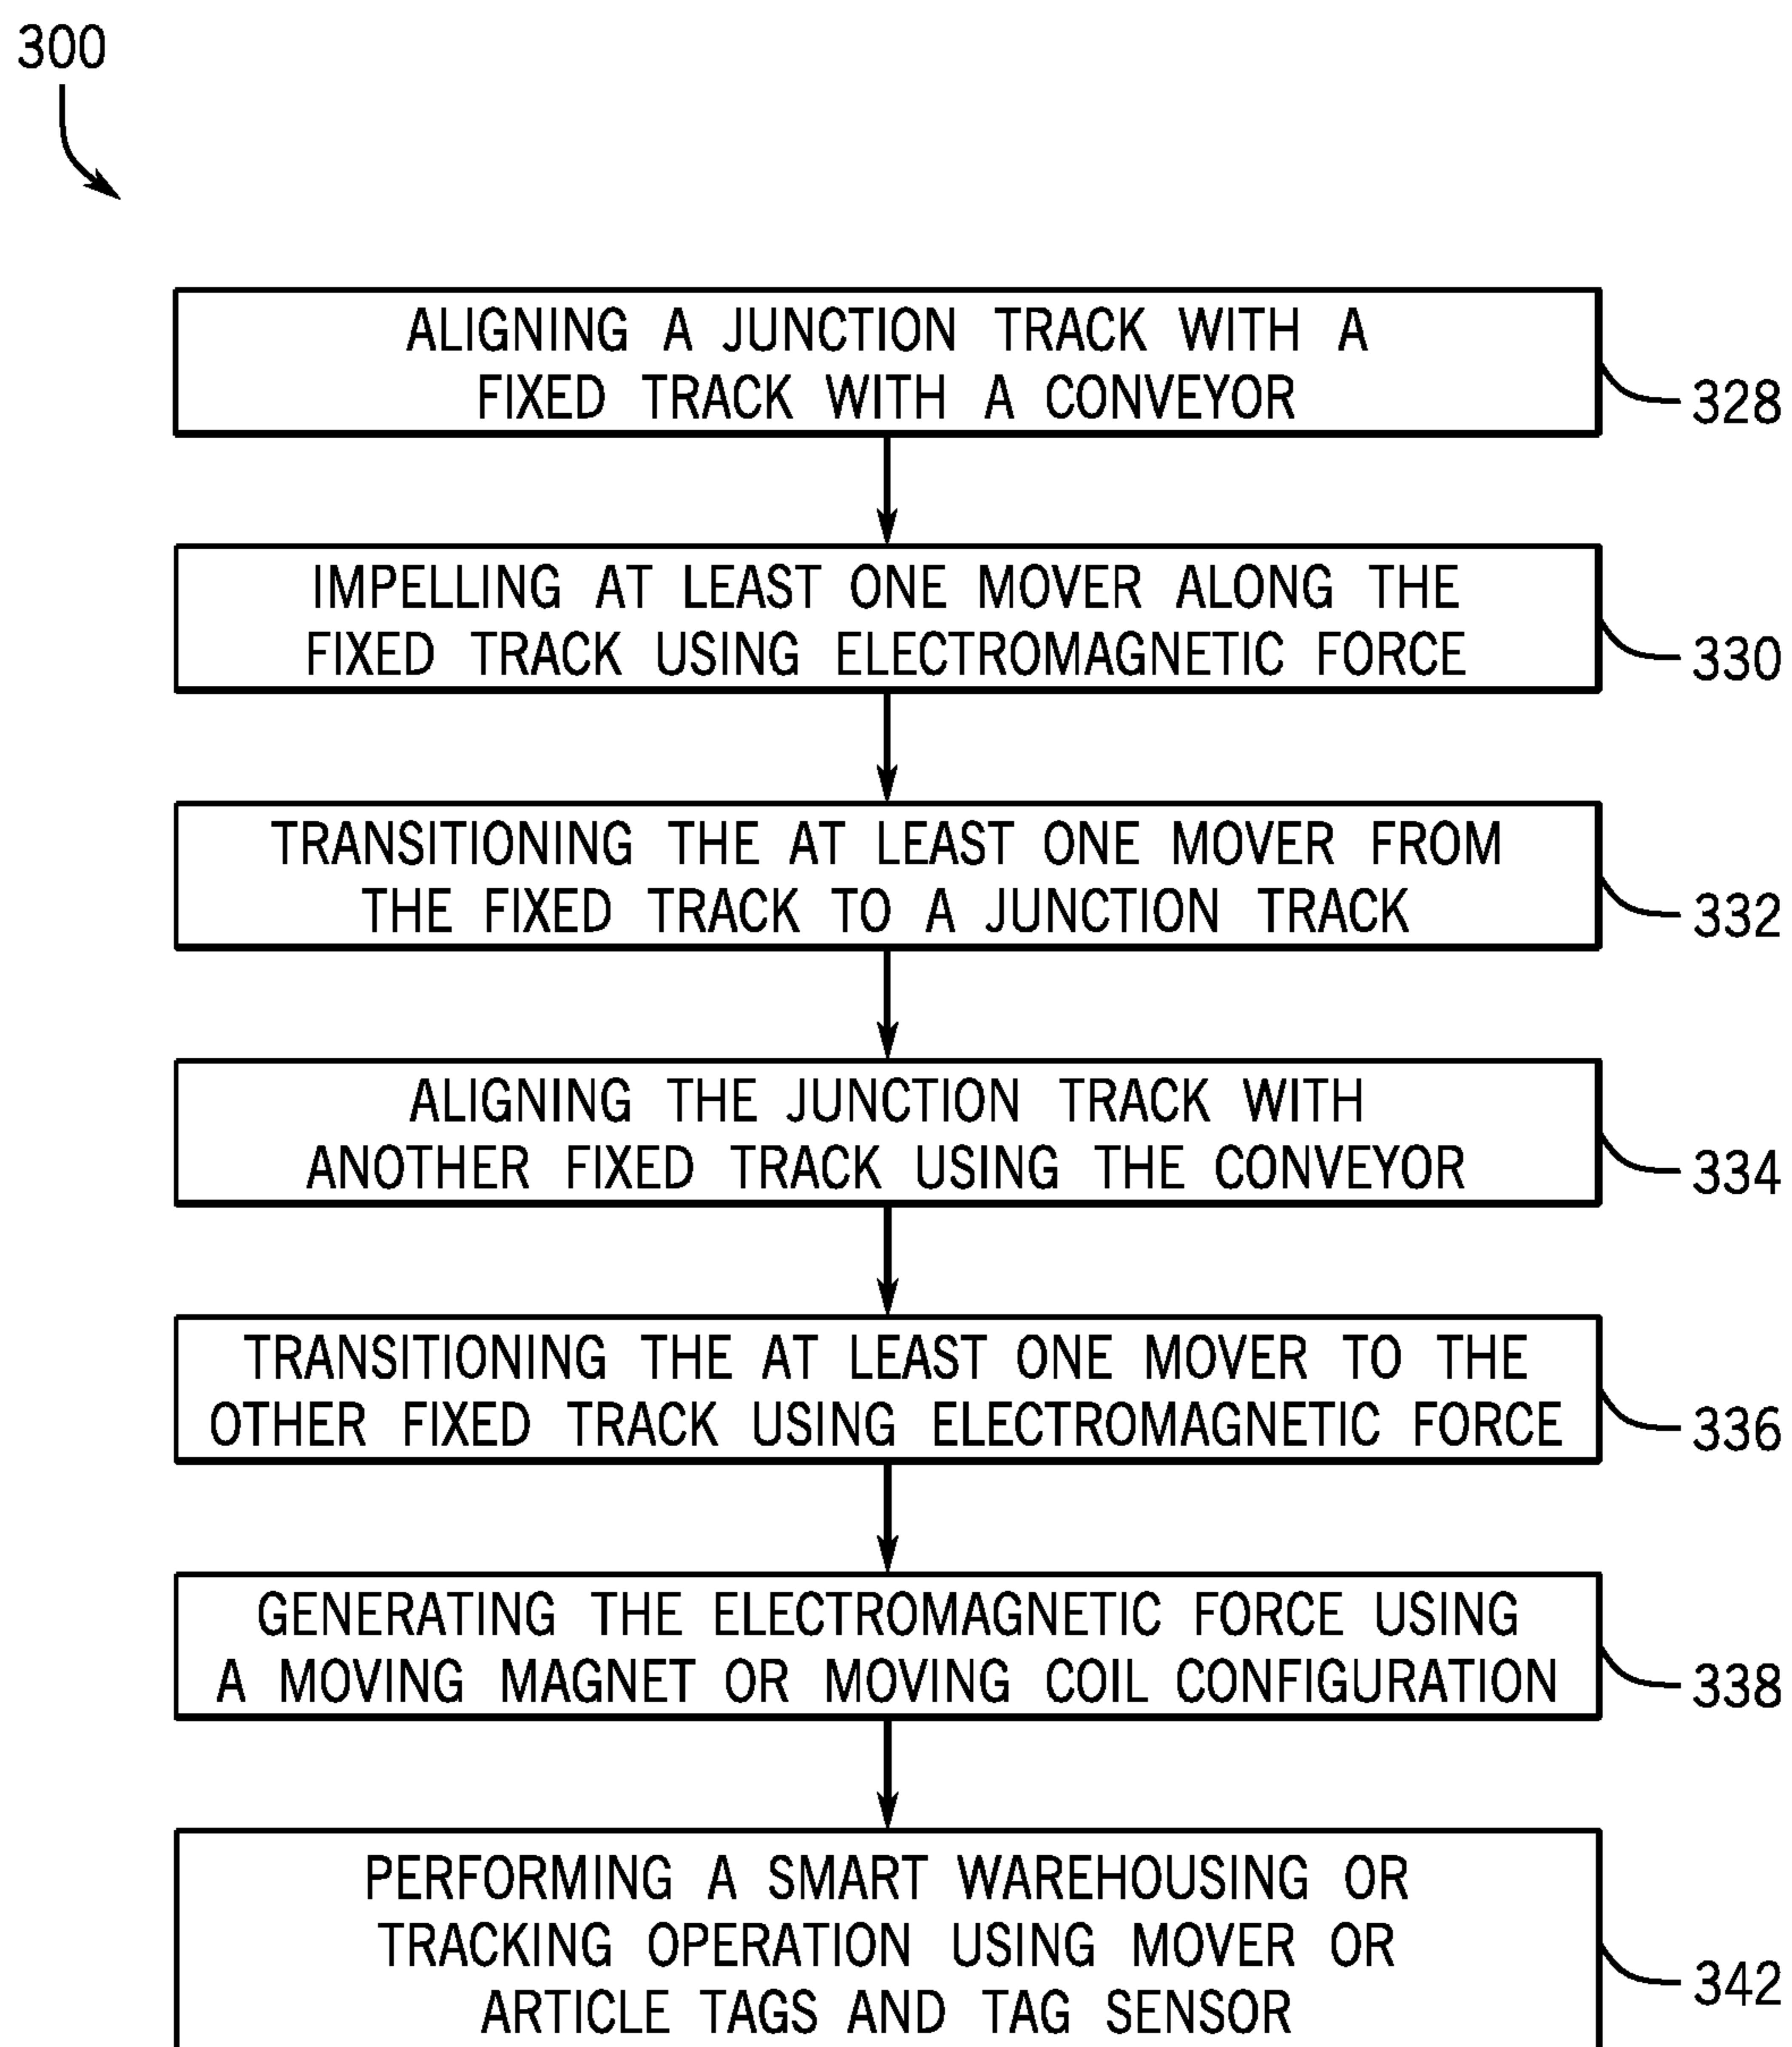 300
ALIGNING A JUNCTION TRACK WITH A
FIXED TRACK WITH A CONVEYOR
328
IMPELLING AT LEAST ONE MOVER ALONG THE
FIXED TRACK USING ELECTROMAGNETIC FORCE
330
TRANSITIONING THE AT LEAST ONE MOVER FROM
THE FIXED TRACK TO A JUNCTION TRACK
332
ALIGNING THE JUNCTION TRACK WITH
ANOTHER FIXED TRACK USING THE CONVEYOR
334
TRANSITIONING THE AT LEAST ONE MOVER TO THE
OTHER FIXED TRACK USING ELECTROMAGNETIC FORCE
336
GENERATING THE ELECTROMAGNETIC FORCE USING
A MOVING MAGNET OR MOVING COIL CONFIGURATION
338
PERFORMING A SMART WAREHOUSING OR
TRACKING OPERATION USING MOVER OR
ARTICLE TAGS AND TAG SENSOR
342